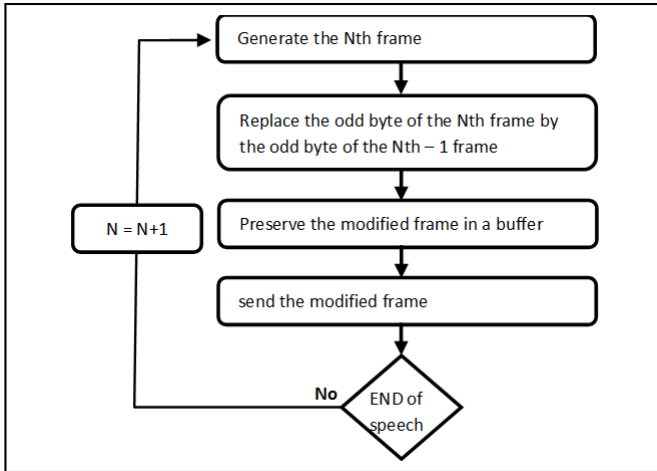 Generate the Nth frame
Replace the odd byte of the Nth frame by
the odd byte of the Nth – 1 frame
N = N+1
Preserve the modified frame in a buffer
send the modified frame
No
END of
speech